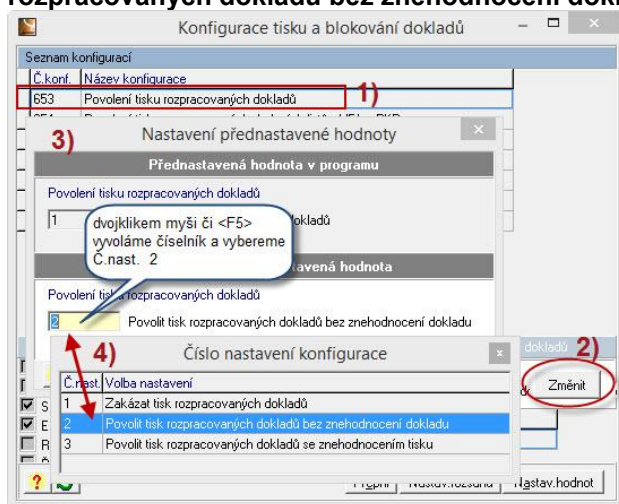 rozpracovaných dokladů bez znehodnocení
Konfigurace tisku a blokování dokladů
Seznam konfigurací
Č.konf. Název konfigurace
653 Povolení tisku rozpracovaných dokladů 1)
3) Nastavení přednastavené hodnoty
Přednastavená hodnota v programu
Povolení tisku rozpracovaných dokladů
1 dokladů
dvojklikem myši či <F5>
vyvoláme číselník a vybereme
Č.nast. 2
hodnota
Povolení tisku rozpracovaných dokladů
2 Povolit tisk rozpracovaných dokladů bez znehodnocení dokladu
4) Číslo nastavení konfigurace
dokladů 2)
Č.nast. Volba nastavení
Změnit
1 Zakázat tisk rozpracovaných dokladů
2 Povolit tisk rozpracovaných dokladů bez znehodnocení dokladu
3 Povolit tisk rozpracovaných dokladů se znehodnocením tisku
S
E
R
? Nastav.hodnot